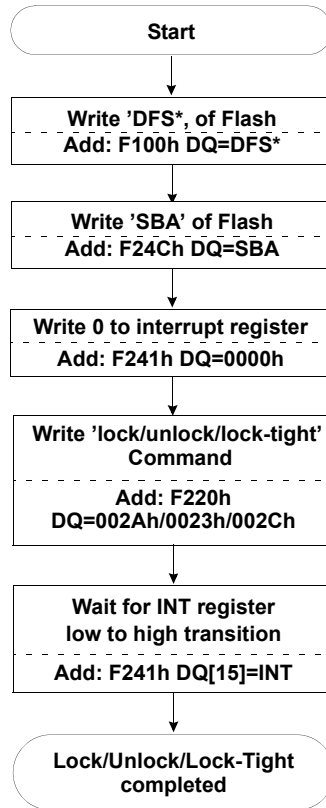 Start
Write 'DFS*, of Flash
Add: F100h DQ=DFS*
Write 'SBA' of Flash
Add: F24Ch DQ=SBA
Write 0 to interrupt register
Add: F241h DQ=0000h
Write 'lock/unlock/lock-tight'
Command
Add: F220h
DQ=002Ah/0023h/002Ch
Wait for INT register
low to high transition
Add: F241h DQ[15]=INT
Lock/Unlock/Lock-Tight
completed